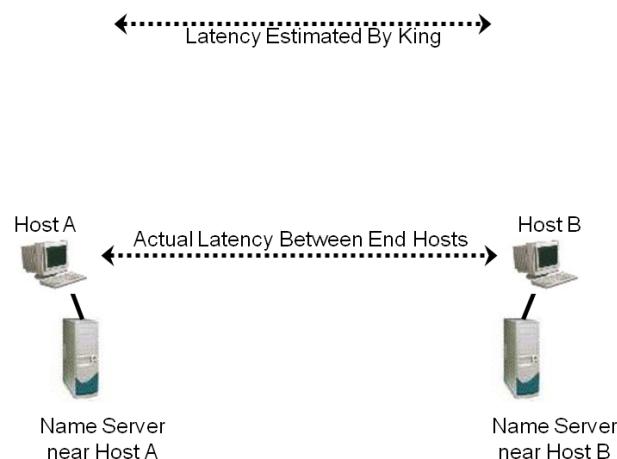 Latency Estimated By King
Host A
Actual Latency Between End Hosts
Host B
Name Server
near Host A
Name Server
near Host B